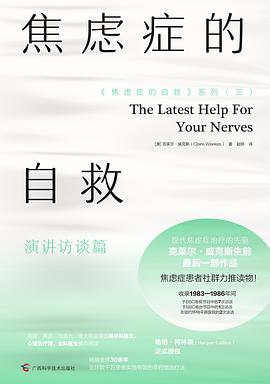 焦虑症的
《焦虑症的自救》系列（三）
The Latest Help For
Your Nerves
[澳] 克莱尔·威克斯（Claire Weekes） 著 赵妍 译
自救
演讲访谈篇
现代焦虑症治疗的先驱
克莱尔·威克斯生前
最后一部作品
焦虑症患者社群力推读物！
收录1983—1986年间
哈珀·柯林斯（Harper Collins）
正式授权
畅销全球30余年
广西科学技术出版社